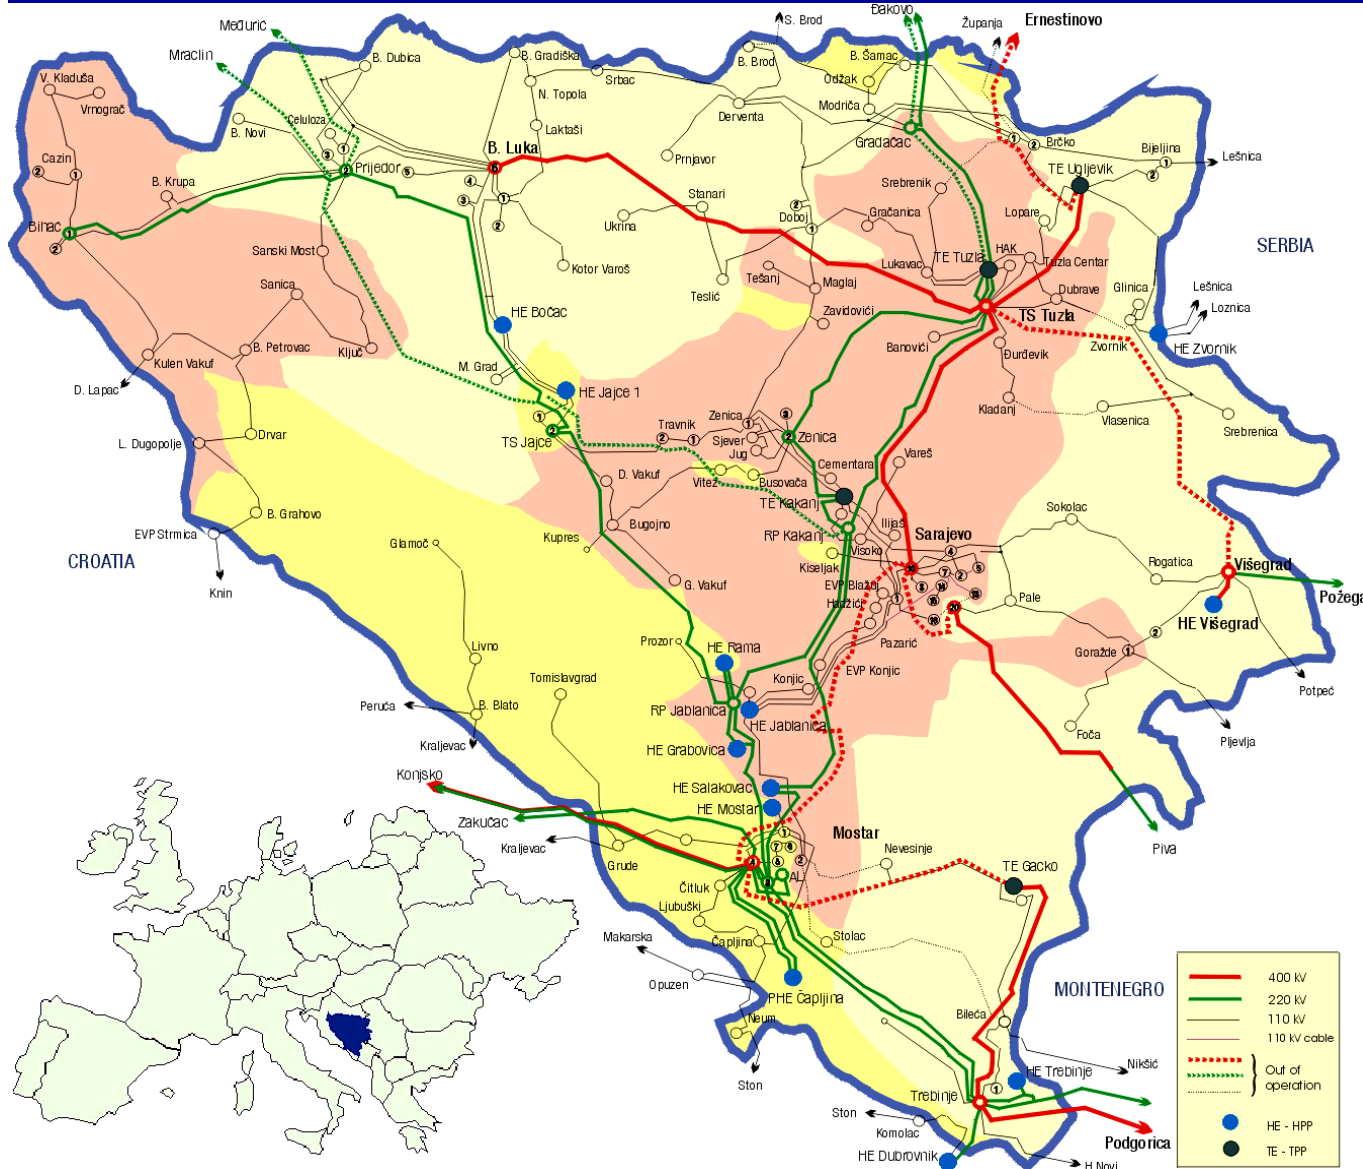 Đakovo
S. Brod
Županja
Ernestinovo
Međurić
Mraclin
B. Dubica
B. Gradiška
B. Brod
B. Šamac
V. Kladuša
Vrnograč
Srbac
Odžak
N. Topola
Modriča
B. Novi
Celuloza
Laktaši
Derventa
Gradačac
B. Luka
Brčko
Bijeljina
Lešnica
Cazin
Prijedor
Prnjavor
TE Ugljevik
B. Krupa
Srebrenik
Stanari
Bihać
Ukrina
Doboj
Gračanica
Lopare
SERBIA
Sanski Most
Kotor Varoš
Tešanj
Lukavac
TE Tuzla
HAK
Tuzla Centar
Sanica
Teslić
Maglaj
Dubrave
Glinica
Lešnica
Loznica
HE Bočac
Zavidovići
TS Tuzla
Banovići
Đurđevik
Zvornik
HE Zvornik
Kulen Vakuf
B. Petrovac
Ključ
M. Grad
D. Lapac
HE Jajce 1
Kladanj
Vlasenica
Srebrenica
L. Dugopolje
Drvar
TS Jajce
Travnik
Zenica
Sjever
Jug
Zenica
Vareš
D. Vakuf
Vitez
Busovača
Cementara
TE Kakanj
B. Grahovo
EVP Strmica
Bugojno
Ilijaš
Sokolac
CROATIA
Glamoč
Kupres
RP Kakanj
Visoko
Sarajevo
Kiseljak
Rogatica
Višegrad
Požega
Knin
G. Vakuf
EVP Blažuj
Hadžići
Pale
HE Višegrad
Prozor
Pazarić
Goražde
Livno
HE Rama
EVP Konjic
Potpeć
Tomislavgrad
Konjic
Peruća
B. Blato
RP Jablanica
HE Jablanica
Foča
Pljevlja
Kraljevac
HE Grabovica
Konjsko
HE Salakovac
HE Mostar
Zakučac
Mostar
Piva
Kraljevac
Grude
Nevesinje
TE Gacko
AL
Čitluk
Ljubuški
Makarska
Čapljina
Stolac
Opuzen
PHE Čapljina
MONTENEGRO
Neum
Bileća
Ston
Nikšić
HE Trebinje
Trebinje
Ston
Komolac
Podgorica
HE Dubrovnik
H.Novi
400 kV
220 kV
110 kV
110 kV cable
Out of
operation
HE - HPP
TE - TPP